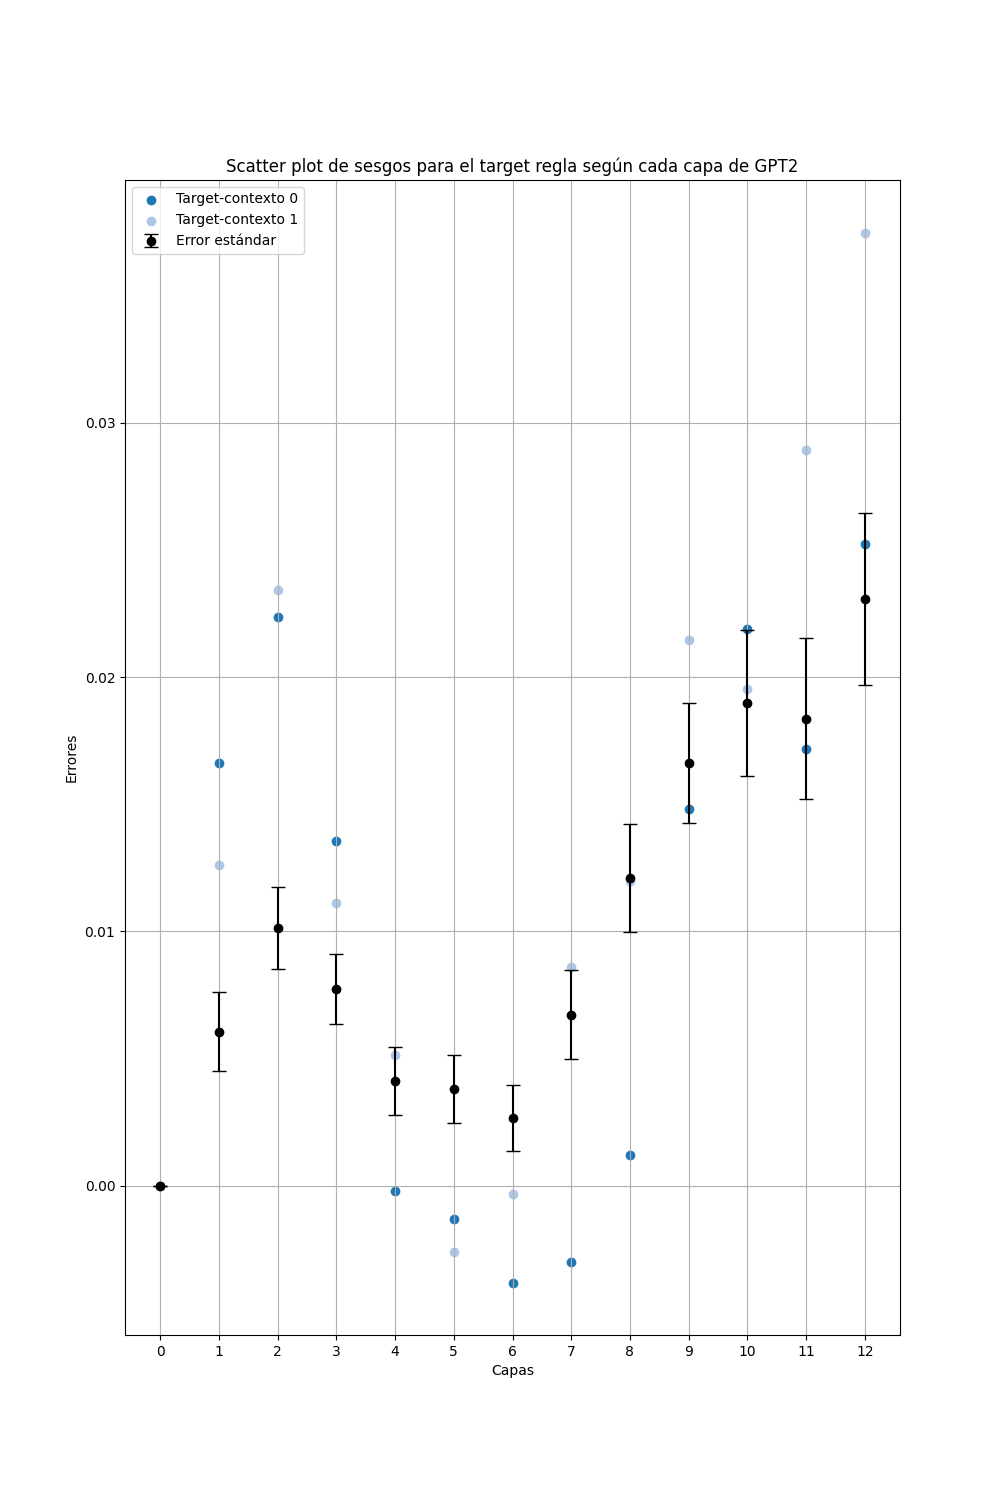 Scatter plot de sesgos para el target regla según cada capa de GPT2
Target-contexto 0
Target-contexto 1
Error estándar
0.03
0.02
0.01
0.00
Errores
0 1 2 3 4 5 6 7 8 9 10 11 12
Capas